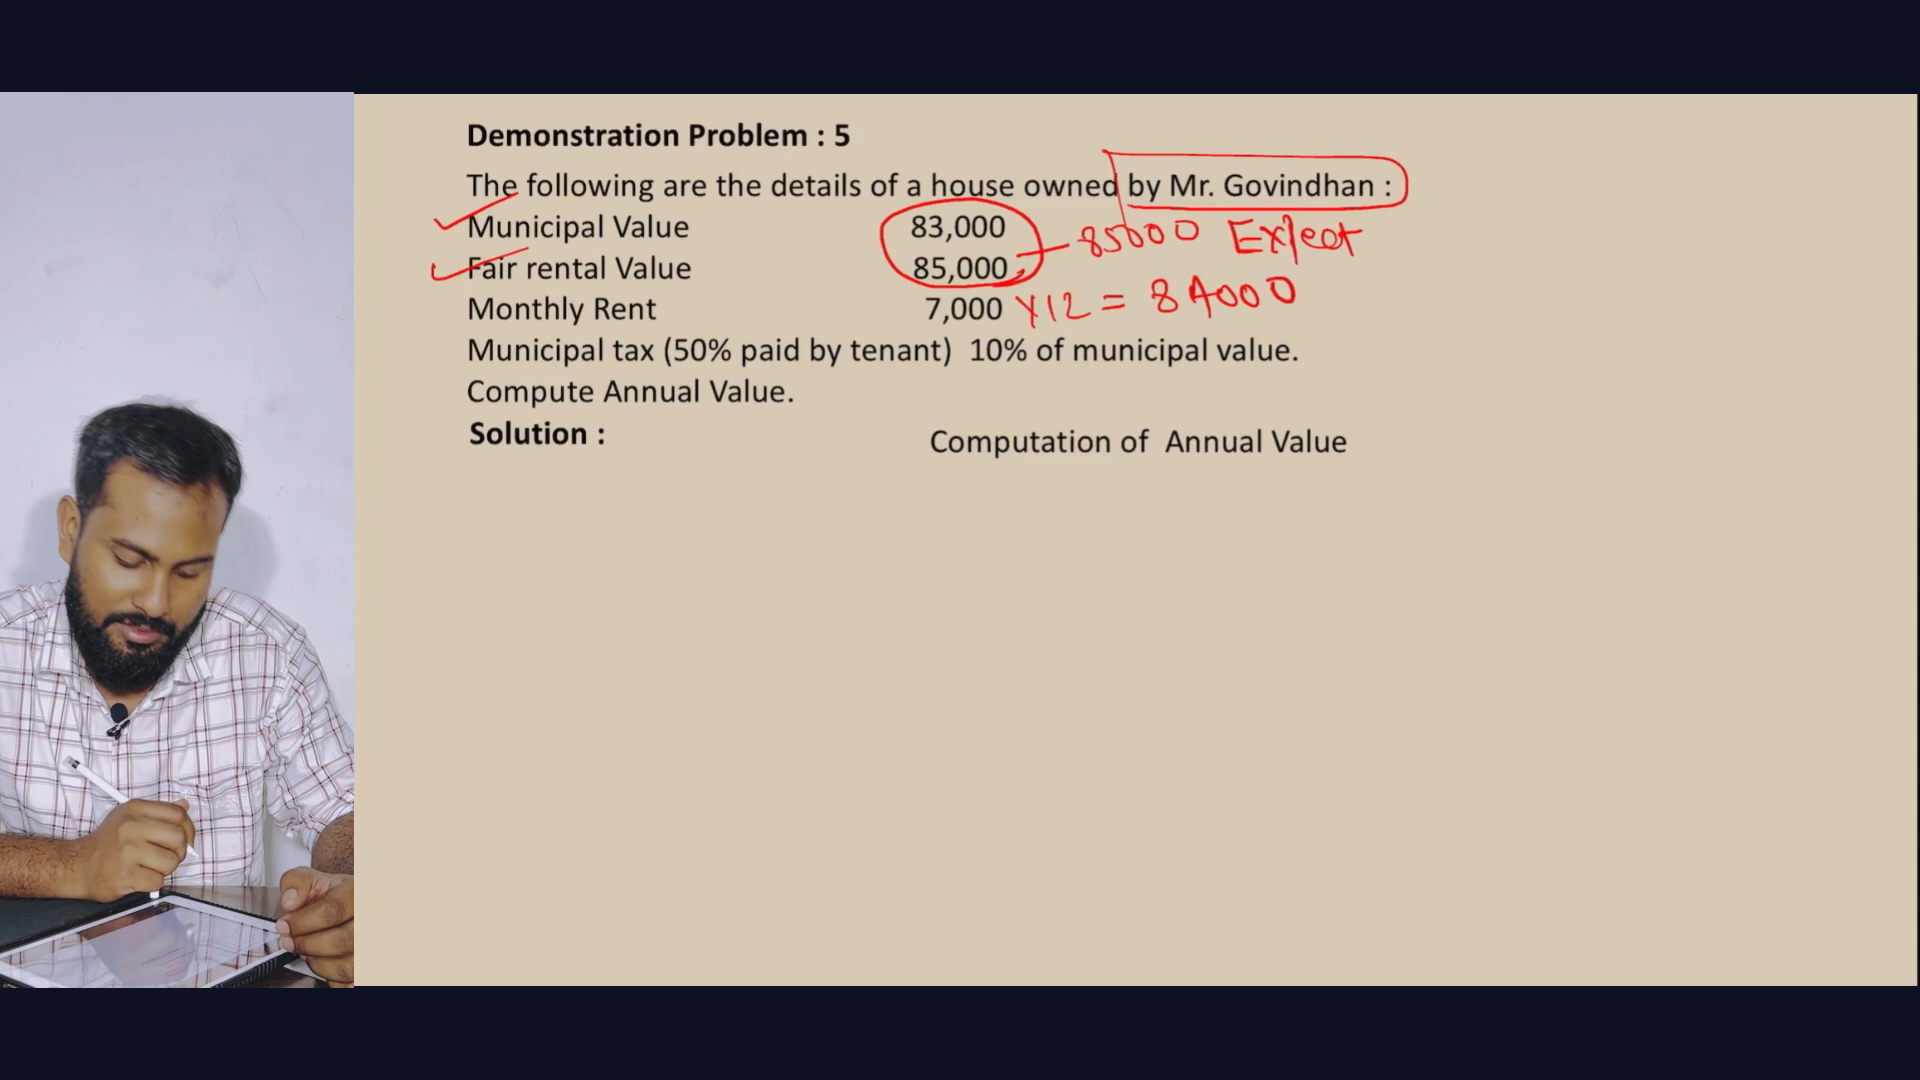 Demonstration Problem : 5
The following are the details of a house owned by Mr. Govindhan :
Municipal Value 83,000
85000 Expect
Fair rental Value 85,000
Monthly Rent 7,000 X12 = 84000
Municipal tax (50% paid by tenant) 10% of municipal value.
Compute Annual Value.
Solution :
Computation of Annual Value